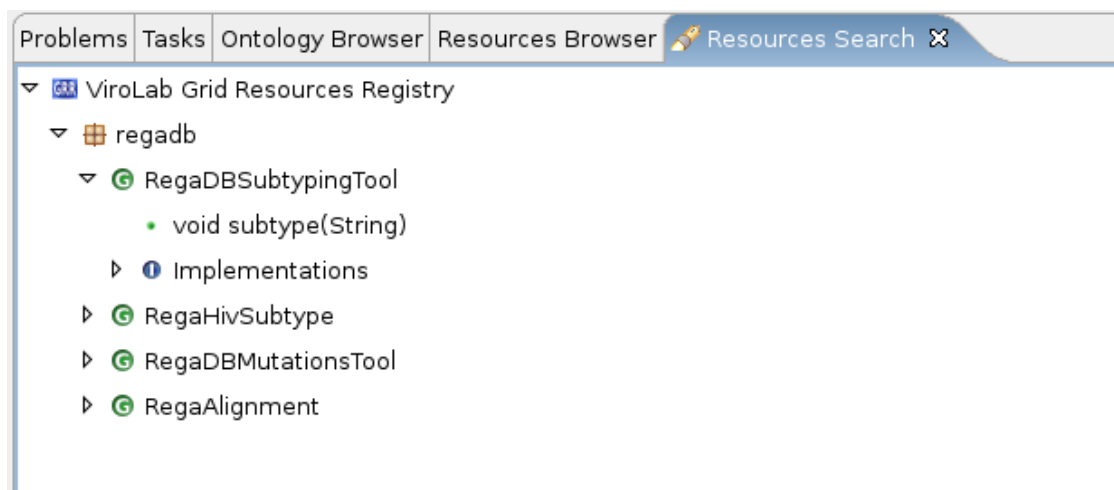 Problems Tasks Ontology Browser Resources Browser Resources Search
GRR ViroLab Grid Resources Registry
regadb
G RegaDBSubtypingTool
void subtype(String)
I Implementations
G RegaHivSubtype
G RegaDBMutationsTool
G RegaAlignment